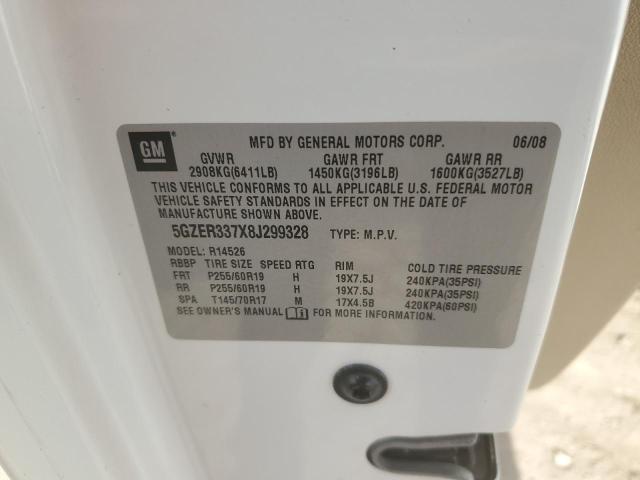 GM
MFD BY GENERAL MOTORS CORP. 06/08
GVWR GAWR FRT GAWR RR
2908KG(6411LB) 1450KG(3196LB) 1600KG(3527LB)
THIS VEHICLE CONFORMS TO ALL APPLICABLE U.S. FEDERAL MOTOR
VEHICLE SAFETY STANDARDS IN EFFECT ON THE DATE OF
MANUFACTURE SHOWN ABOVE.
5GZER337X8J299328 TYPE: M.P.V.
MODEL: R14526
RBBP TIRE SIZE SPEED RTG RIM COLD TIRE PRESSURE
FRT P255/60R19 H 19X7.5J 240KPA(35PSI)
RR P255/60R19 H 19X7.5J 240KPA(35PSI)
SPA T145/70R17 M 17X4.5B 420KPA(60PSI)
SEE OWNER'S MANUAL FOR MORE INFORMATION.